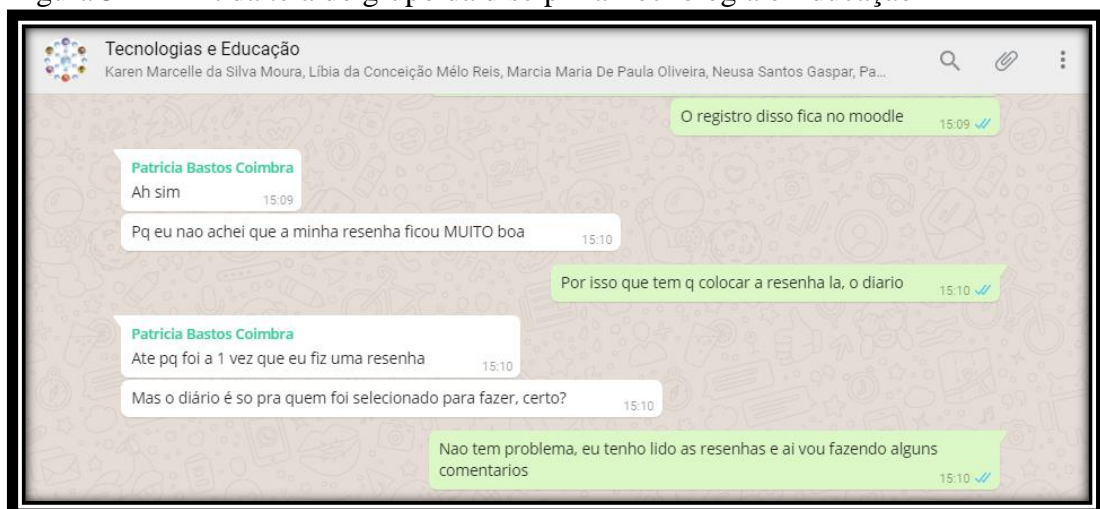 Tecnologias e Educação
Karen Marcelle da Silva Moura, Líbia da Conceição Mélo Reis, Marcia Maria De Paula Oliveira, Neusa Santos Gaspar, Pa...
O registro disso fica no moodle
15:09
Patricia Bastos Coimbra
Ah sim
15:09
Pq eu nao achei que a minha resenha ficou MUITO boa
15:10
Por isso que tem q colocar a resenha la, o diario
15:10
Patricia Bastos Coimbra
Ate pq foi a 1 vez que eu fiz uma resenha
15:10
Mas o diário é so pra quem foi selecionado para fazer, certo?
15:10
Nao tem problema, eu tenho lido as resenhas e ai vou fazendo alguns
comentarios
15:10